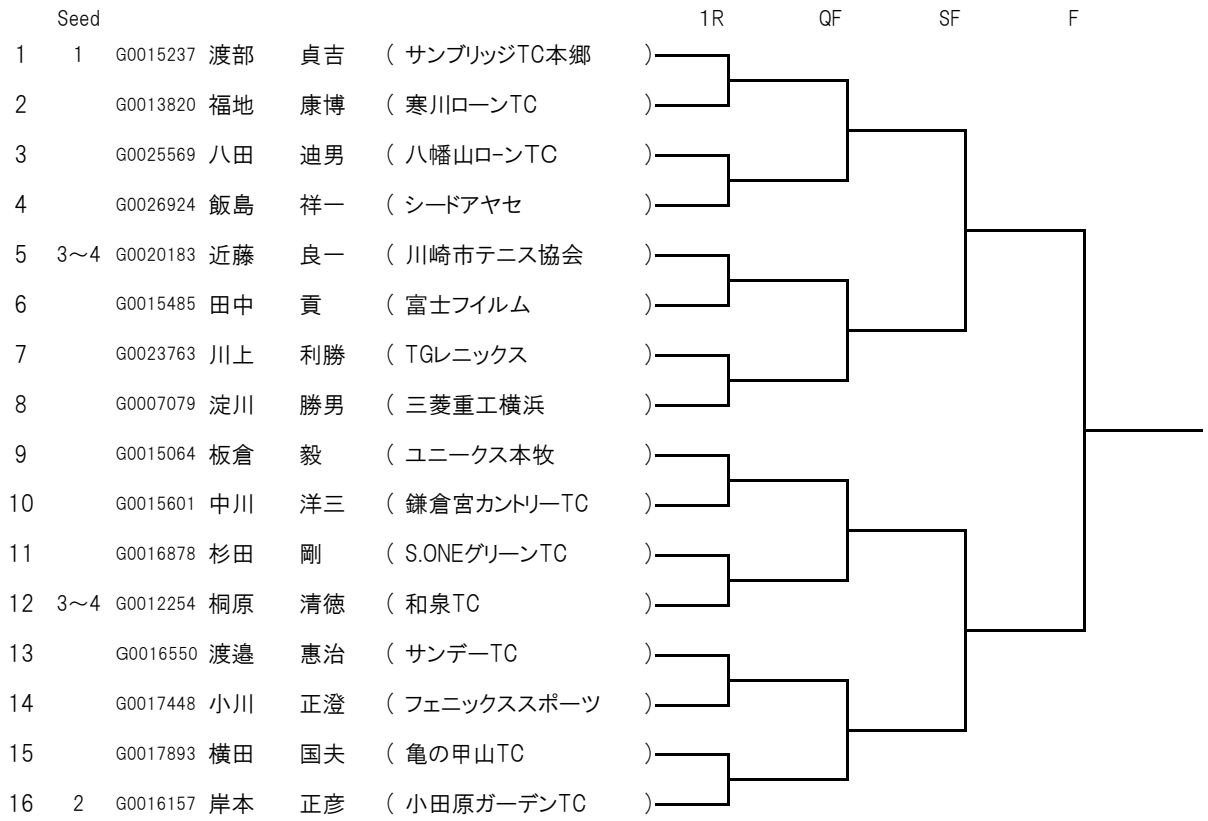 Seed 1R QF SF F
1 1 G0015237 渡部 貞吉 ( サンブリッジTC本郷 )
2 G0013820 福地 康博 ( 寒川ローンTC )
3 G0025569 八田 迪男 ( 八幡山ローンTC )
4 G0026924 飯島 祥一 ( シードアヤセ )
5 3～4 G0020183 近藤 良一 ( 川崎市テニス協会 )
6 G0015485 田中 貢 ( 富士フイルム )
7 G0023763 川上 利勝 ( TGレニックス )
8 G0007079 淀川 勝男 ( 三菱重工横浜 )
9 G0015064 板倉 毅 ( ユニークス本牧 )
10 G0015601 中川 洋三 ( 鎌倉宮カントリーTC )
11 G0016878 杉田 剛 ( S.ONEグリーンTC )
12 3～4 G0012254 桐原 清徳 ( 和泉TC )
13 G0016550 渡邉 惠治 ( サンデーTC )
14 G0017448 小川 正澄 ( フェニックススポーツ )
15 G0017893 横田 国夫 ( 亀の甲山TC )
16 2 G0016157 岸本 正彦 ( 小田原ガーデンTC )